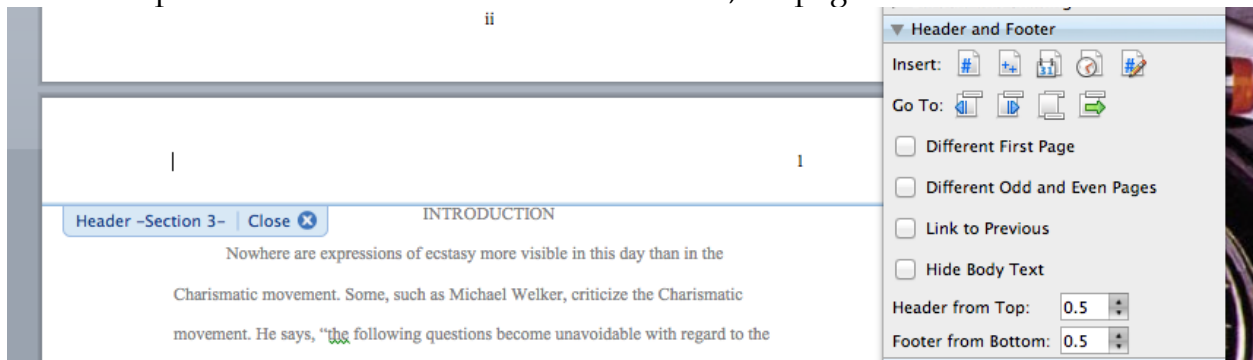 ii
1
Header -Section 3-
Close
INTRODUCTION
Nowhere are expressions of ecstasy more visible in this day than in the
Charismatic movement. Some, such as Michael Welker, criticize the Charismatic
movement. He says, “the following questions become unavoidable with regard to the
Header and Footer
Insert: # # 31 #
Go To:
Different First Page
Different Odd and Even Pages
Link to Previous
Hide Body Text
Header from Top: 0.5
Footer from Bottom: 0.5